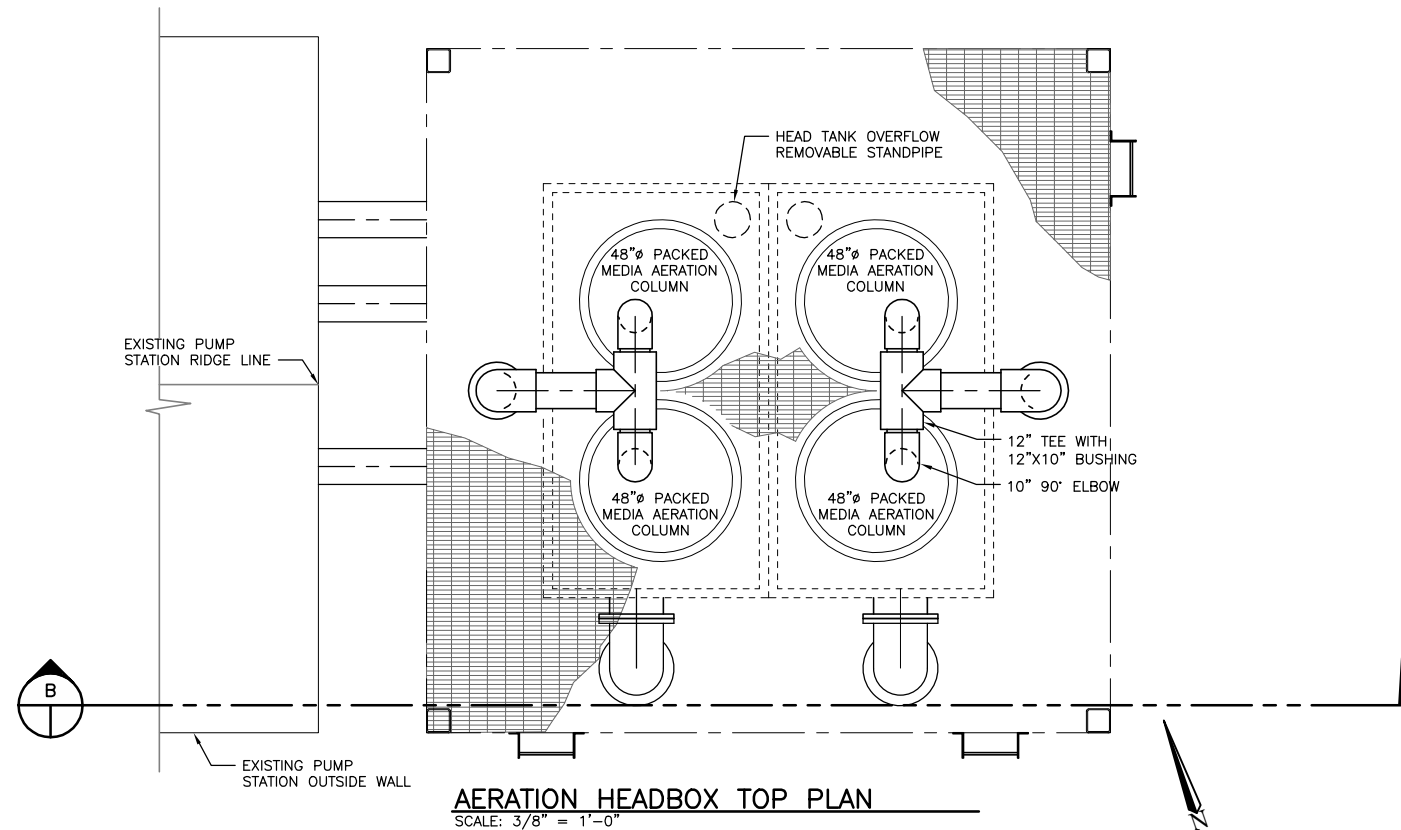 HEAD TANK OVERFLOW
REMOVABLE STANDPIPE
48"ø PACKED
MEDIA AERATION
COLUMN
48"ø PACKED
MEDIA AERATION
COLUMN
EXISTING PUMP
STATION RIDGE LINE
12" TEE WITH
12"X10" BUSHING
10" 90° ELBOW
48"ø PACKED
MEDIA AERATION
COLUMN
48"ø PACKED
MEDIA AERATION
COLUMN
B
EXISTING PUMP
STATION OUTSIDE WALL
AERATION HEADBOX TOP PLAN
SCALE: 3/8" = 1'-0"
N